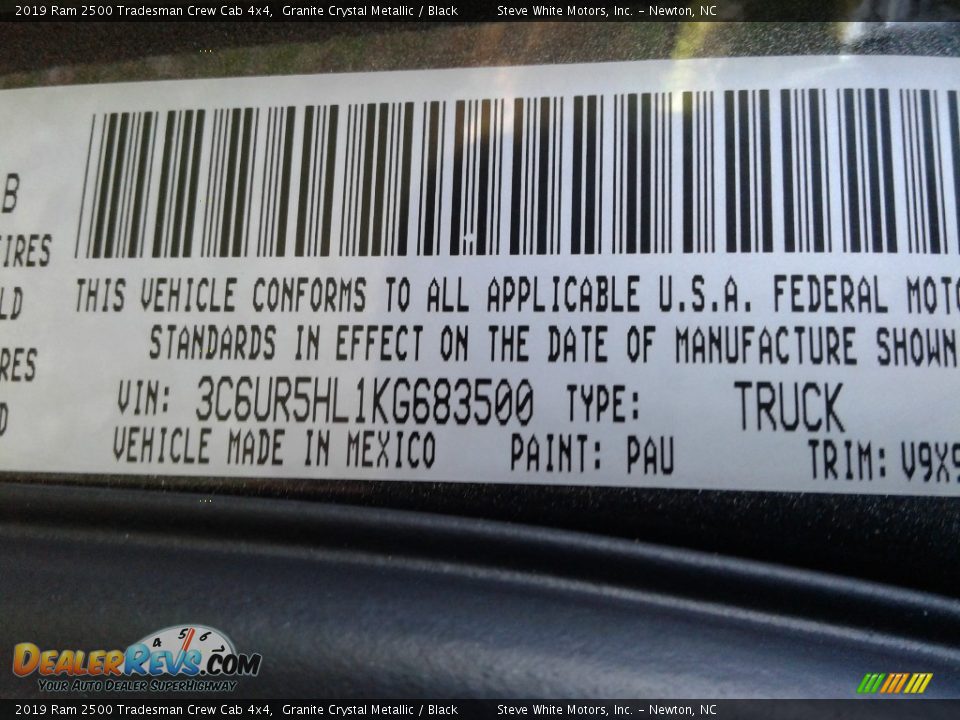 2019 Ram 2500 Tradesman Crew Cab 4x4,  Granite Crystal Metallic / Black          Steve White Motors, Inc. - Newton, NC
B
IRES
LD
RES
D
THIS VEHICLE CONFORMS TO ALL APPLICABLE U.S.A. FEDERAL MOTO
STANDARDS IN EFFECT ON THE DATE OF MANUFACTURE SHOWN
VIN: 3C6UR5HL1KG683500 TYPE: TRUCK
VEHICLE MADE IN MEXICO PAINT: PAU TRIM: V9X9
4 5 6
DealerRevs.com
Your Auto Dealer SuperHighway
2019 Ram 2500 Tradesman Crew Cab 4x4,  Granite Crystal Metallic / Black          Steve White Motors, Inc. - Newton, NC